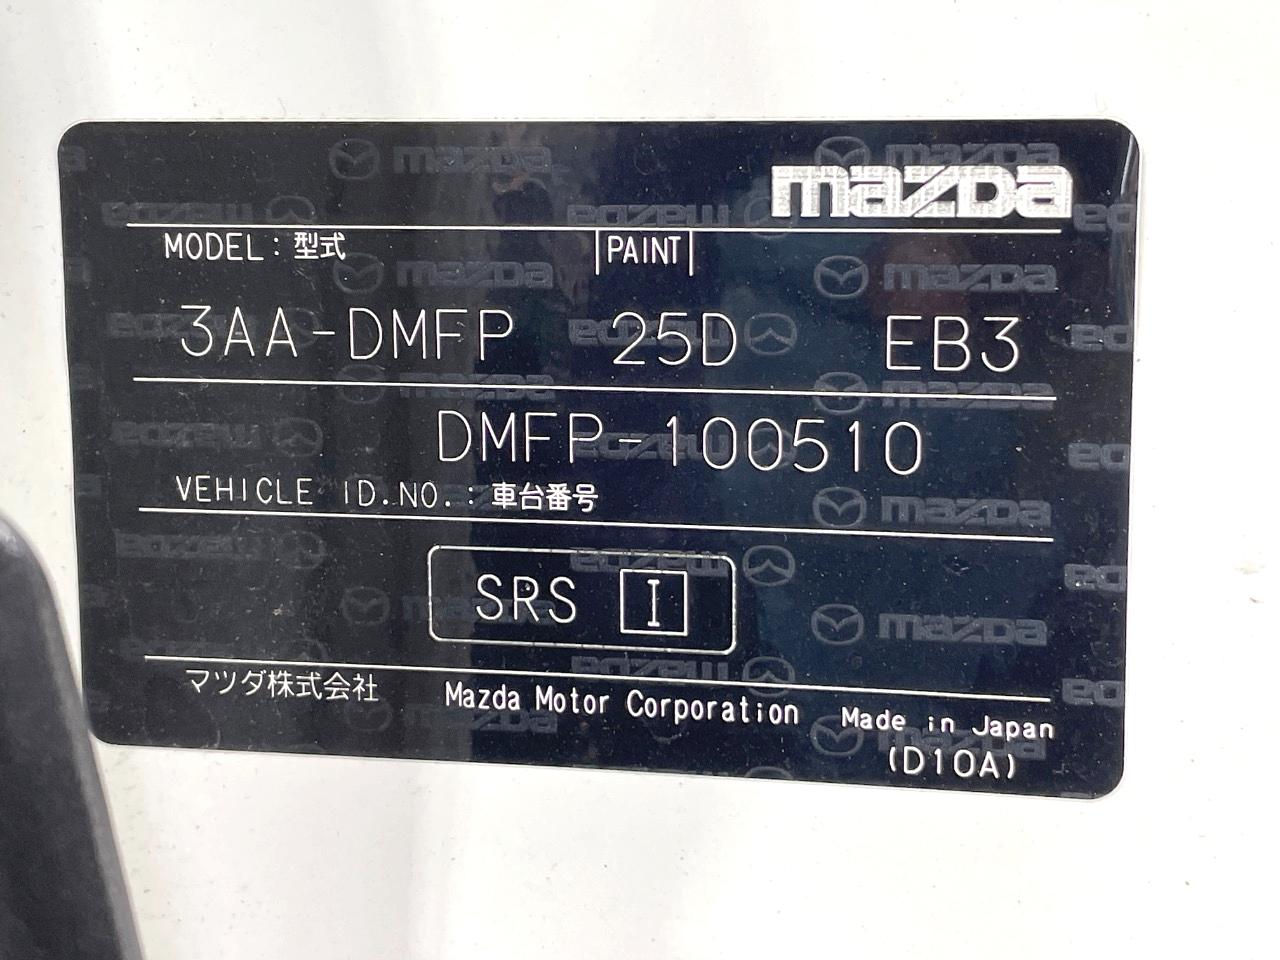 mazda
MODEL : 型式 PAINT
3AA-DMFP 25D EB3
DMFP-100510
VEHICLE ID.NO. : 車台番号
SRS I
マツダ株式会社 Mazda Motor Corporation Made in Japan
(D10A)